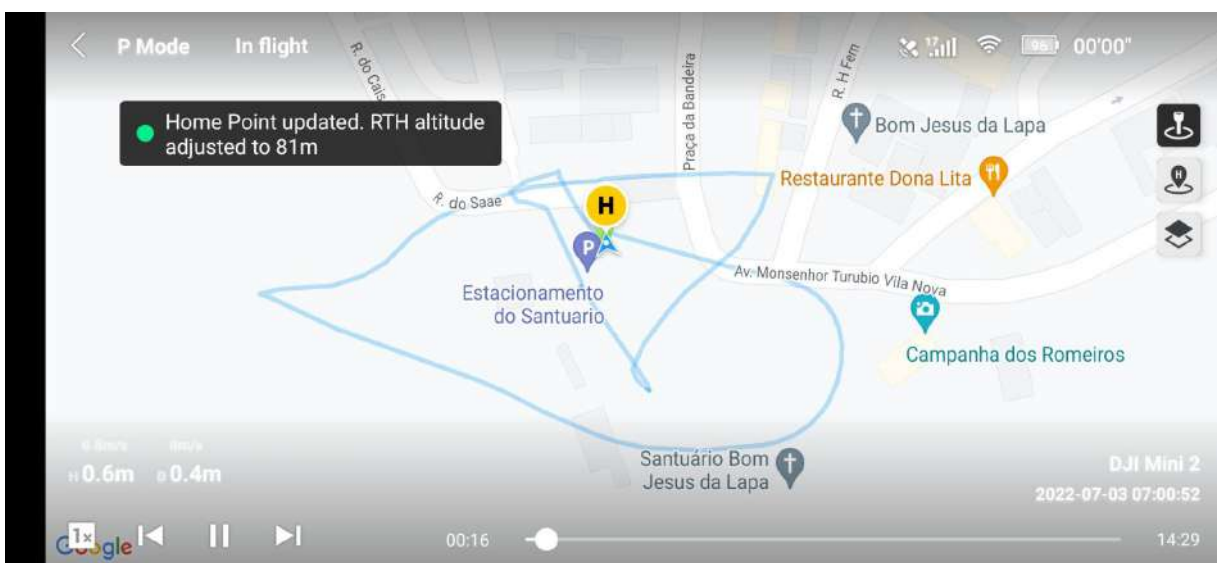 P Mode
In flight
17
96
00'00"
Home Point updated. RTH altitude
adjusted to 81m
H
R. do Cais
Praça da Bandeira
R. H Fem
Bom Jesus da Lapa
Restaurante Dona Lita
R. do Saae
H
P
Estacionamento
do Santuario
Av. Monsenhor Turubio Vila Nova
Campanha dos Romeiros
Santuário Bom
Jesus da Lapa
H 0.6m
D 0.4m
DJI Mini 2
2022-07-03 07:00:52
1x
Google
00:16
14:29